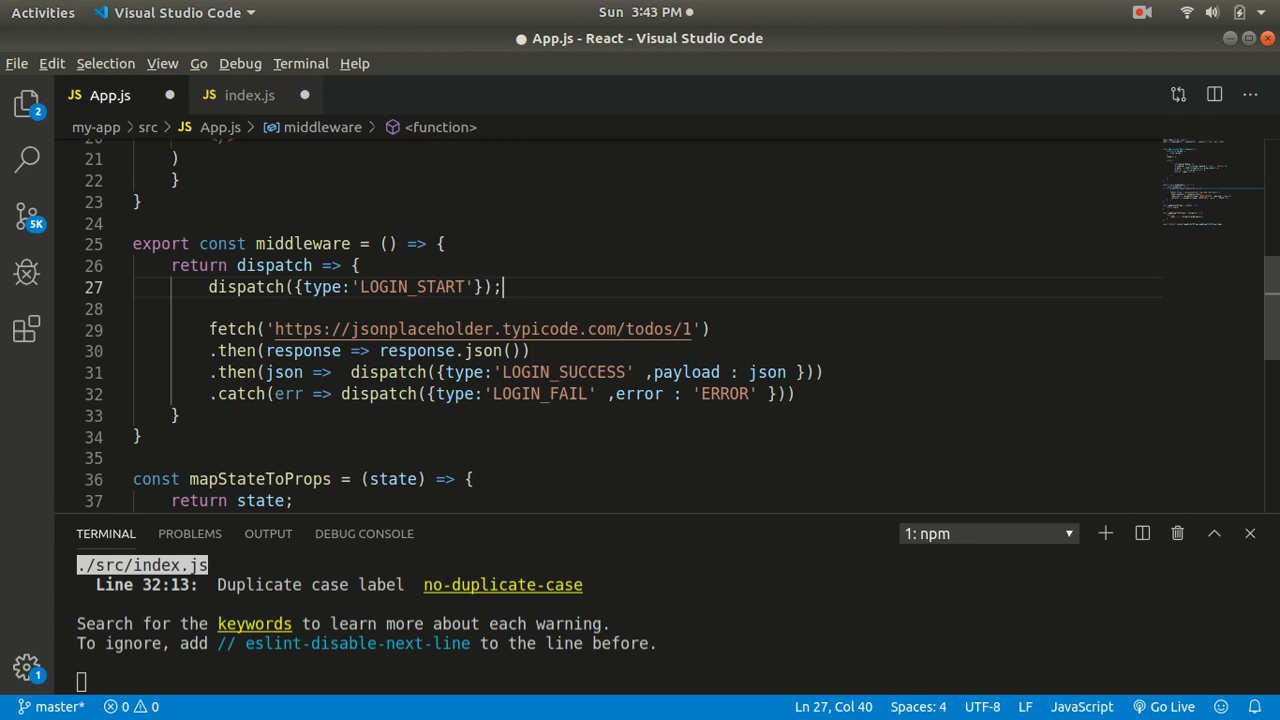 Activities Visual Studio Code Sun 3:43 PM
App.js - React - Visual Studio Code
File Edit Selection View Go Debug Terminal Help
JS App.js JS index.js
my-app > src > JS App.js > middleware > <function>
2
5K
1
20 </>
21 )
22 }
23 }
24
25 export const middleware = () => {
26 return dispatch => {
27 dispatch({type:'LOGIN_START'});
28
29 fetch('https://jsonplaceholder.typicode.com/todos/1')
30 .then(response => response.json())
31 .then(json =>  dispatch({type:'LOGIN_SUCCESS' ,payload : json }))
32 .catch(err => dispatch({type:'LOGIN_FAIL' ,error : 'ERROR' }))
33 }
34 }
35
36 const mapStateToProps = (state) => {
37 return state;
TERMINAL PROBLEMS OUTPUT DEBUG CONSOLE 1: npm
./src/index.js
Line 32:13: Duplicate case label no-duplicate-case
Search for the keywords to learn more about each warning.
To ignore, add // eslint-disable-next-line to the line before.
master* 0 0 Ln 27, Col 40 Spaces: 4 UTF-8 LF JavaScript Go Live